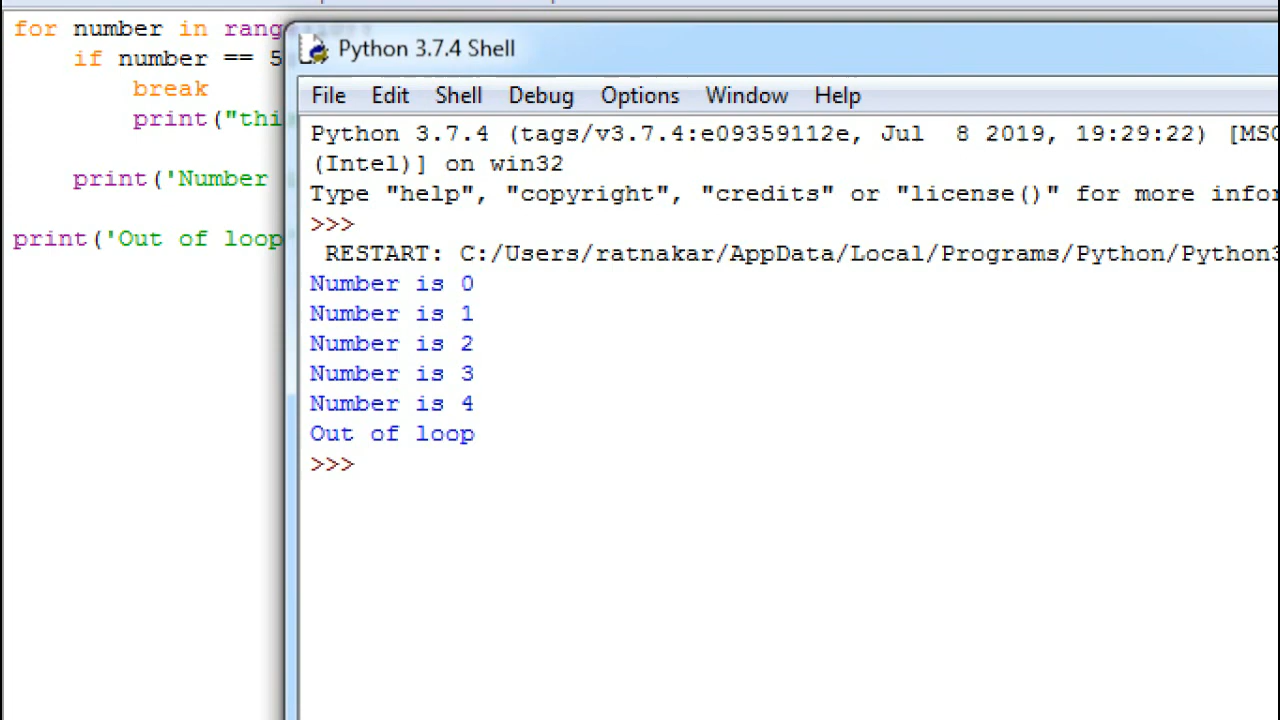 for number in range
if number == 5
break
print("thi
print('Number
print('Out of loop
Python 3.7.4 Shell
File Edit Shell Debug Options Window Help
Python 3.7.4 (tags/v3.7.4:e09359112e, Jul  8 2019, 19:29:22) [MSC
(Intel)] on win32
Type "help", "copyright", "credits" or "license()" for more infor
>>>
RESTART: C:/Users/ratnakar/AppData/Local/Programs/Python/Python3
Number is 0
Number is 1
Number is 2
Number is 3
Number is 4
Out of loop
>>>